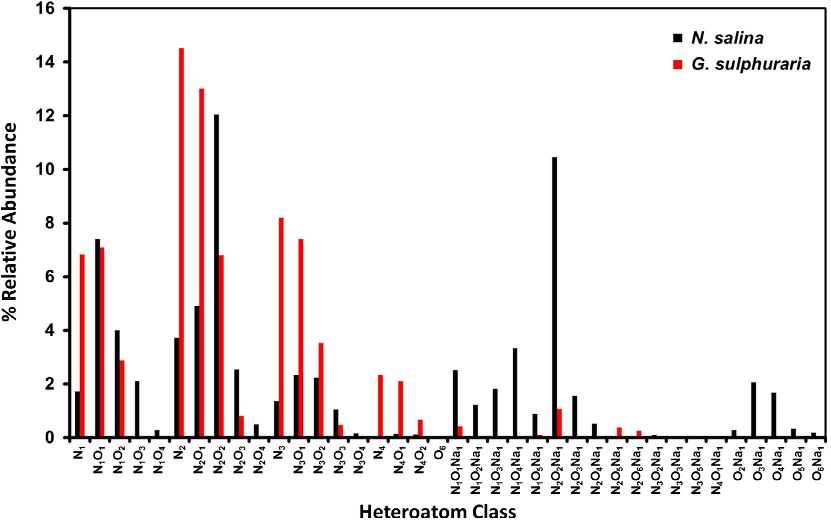 16
14
12
10
8
6
4
2
0
% Relative Abundance
N. salina
G. sulphuraria
N₁
N₁O₁
N₁O₂
N₁O₃
N₁O₄
N₂
N₂O₁
N₂O₂
N₂O₃
N₂O₄
N₃
N₃O₁
N₃O₂
N₃O₃
N₃O₄
N₄
N₄O₁
N₄O₂
O₆
N₁O₁Na₁
N₁O₂Na₁
N₁O₃Na₁
N₁O₄Na₁
N₁O₅Na₁
N₂O₂Na₁
N₂O₃Na₁
N₂O₄Na₁
N₂O₅Na₁
N₂O₆Na₁
N₃O₂Na₁
N₃O₃Na₁
N₃O₅Na₁
N₄O₁Na₁
O₂Na₁
O₃Na₁
O₄Na₁
O₅Na₁
O₆Na₁
Heteroatom Class